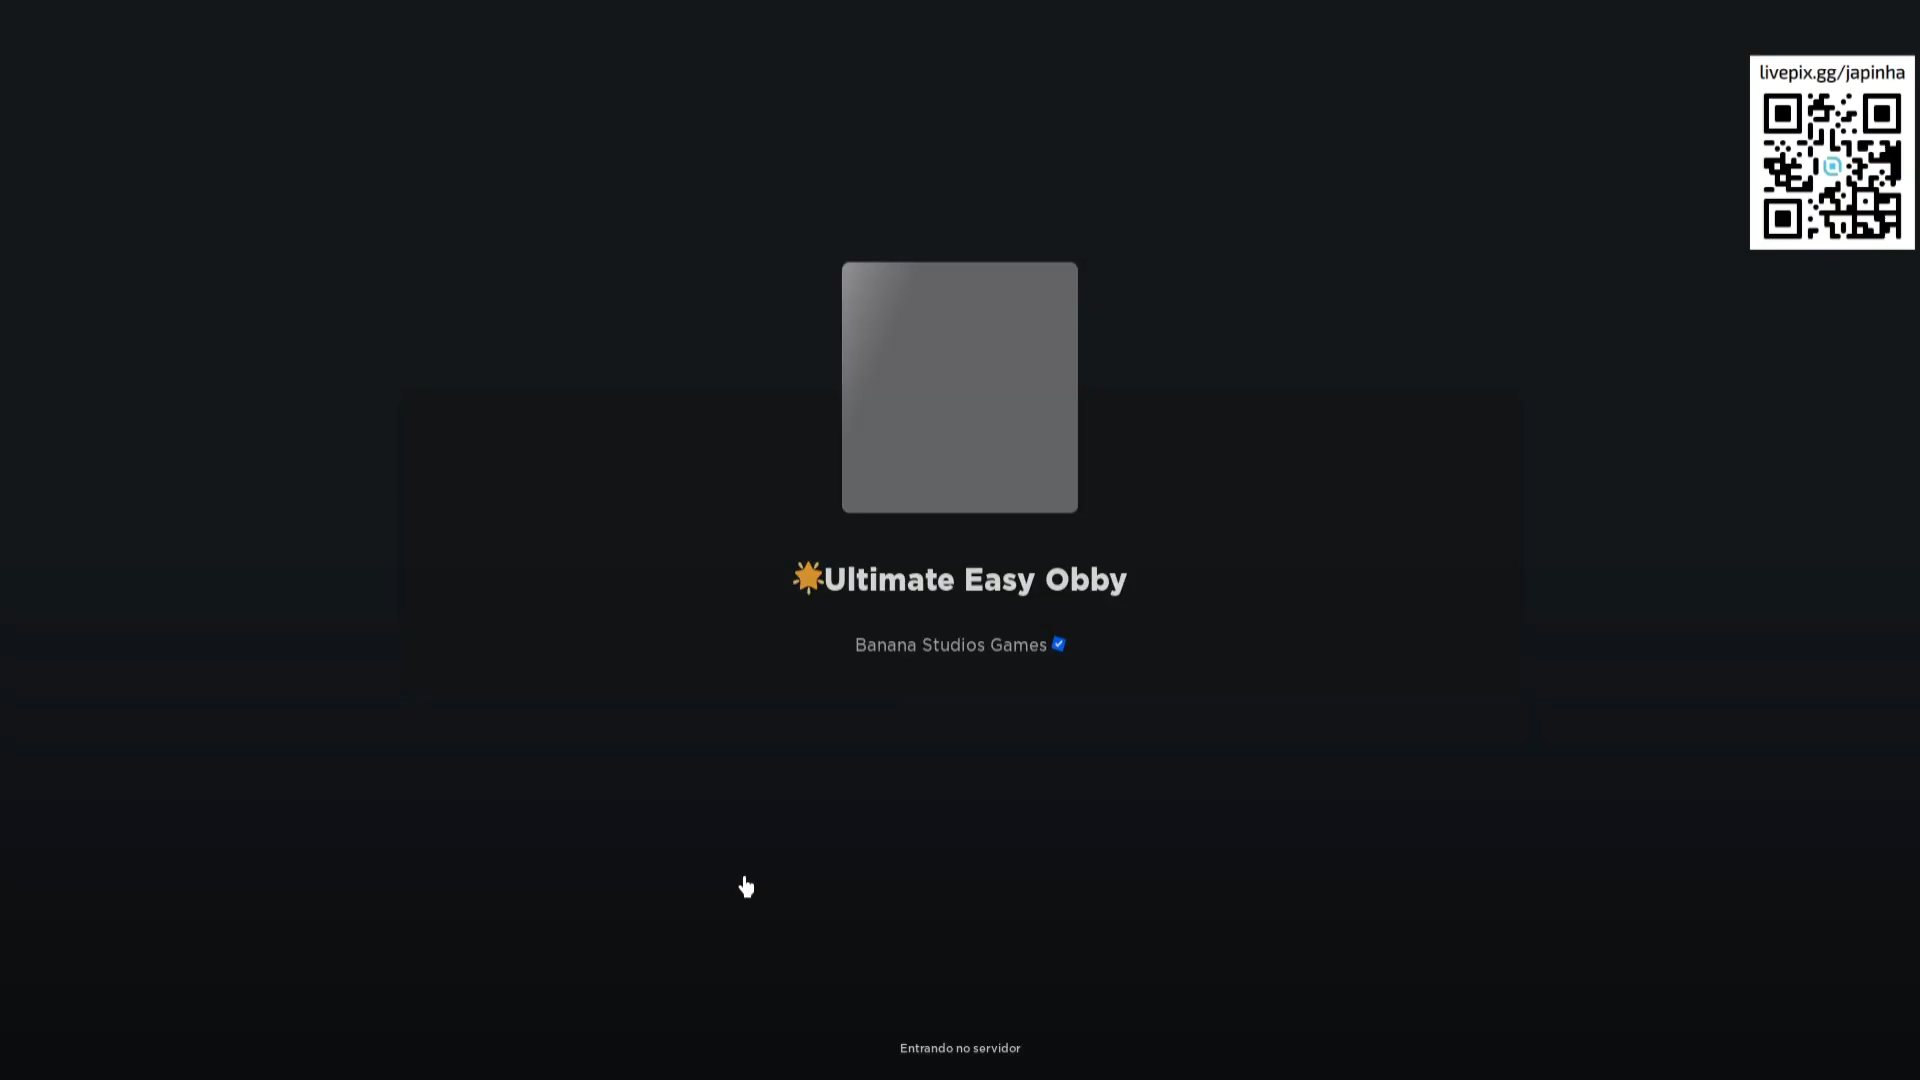 livepix.gg/japinha
🌟Ultimate Easy Obby
Banana Studios Games
Entrando no servidor